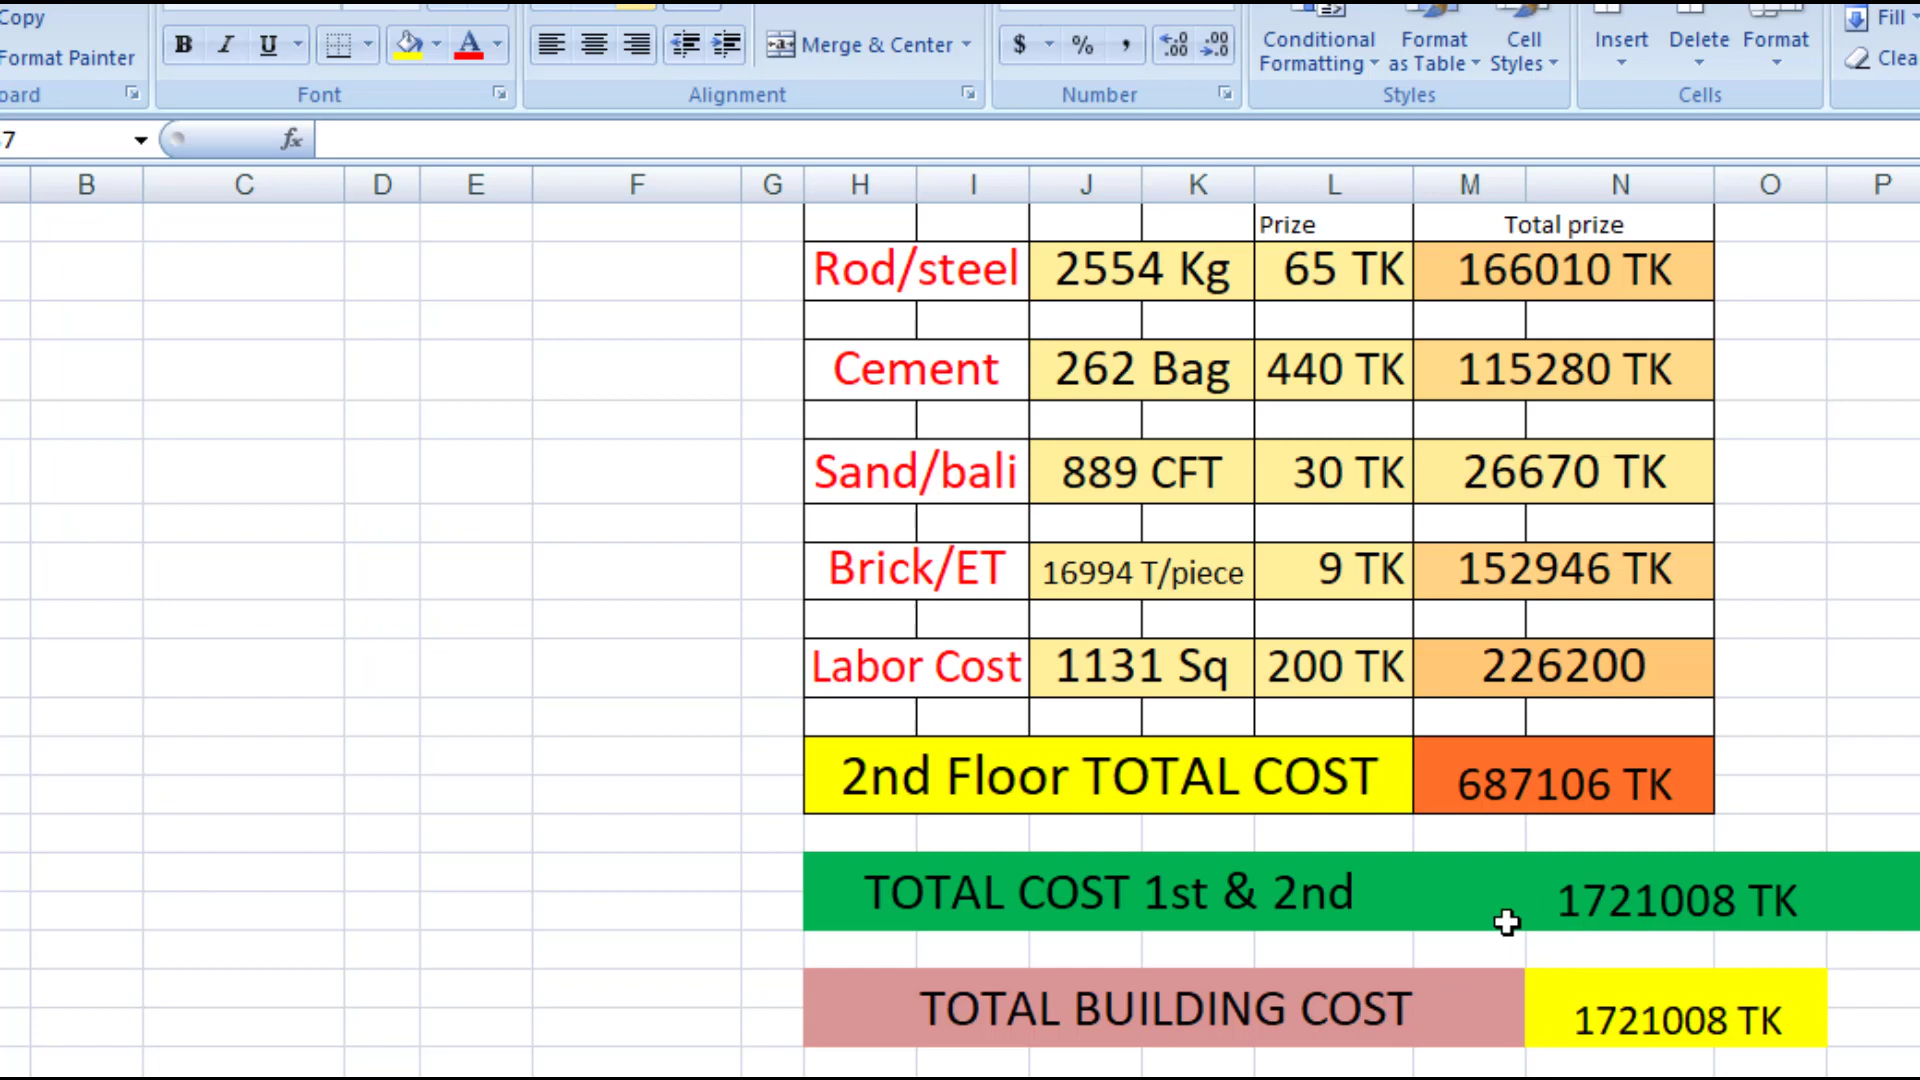 Copy
Format Painter
oard
B I U A
Font
Merge & Center
Alignment
$ % , .00 .00
Number
Conditional Formatting
Format as Table
Cell Styles
Styles
Insert Delete Format
Cells
Fill
Clea
7 fx
B C D E F G H I J K L M N O P
Prize Total prize
Rod/steel 2554 Kg 65 TK 166010 TK
Cement 262 Bag 440 TK 115280 TK
Sand/bali 889 CFT 30 TK 26670 TK
Brick/ET 16994 T/piece 9 TK 152946 TK
Labor Cost 1131 Sq 200 TK 226200
2nd Floor TOTAL COST 687106 TK
TOTAL COST 1st & 2nd 1721008 TK
TOTAL BUILDING COST 1721008 TK